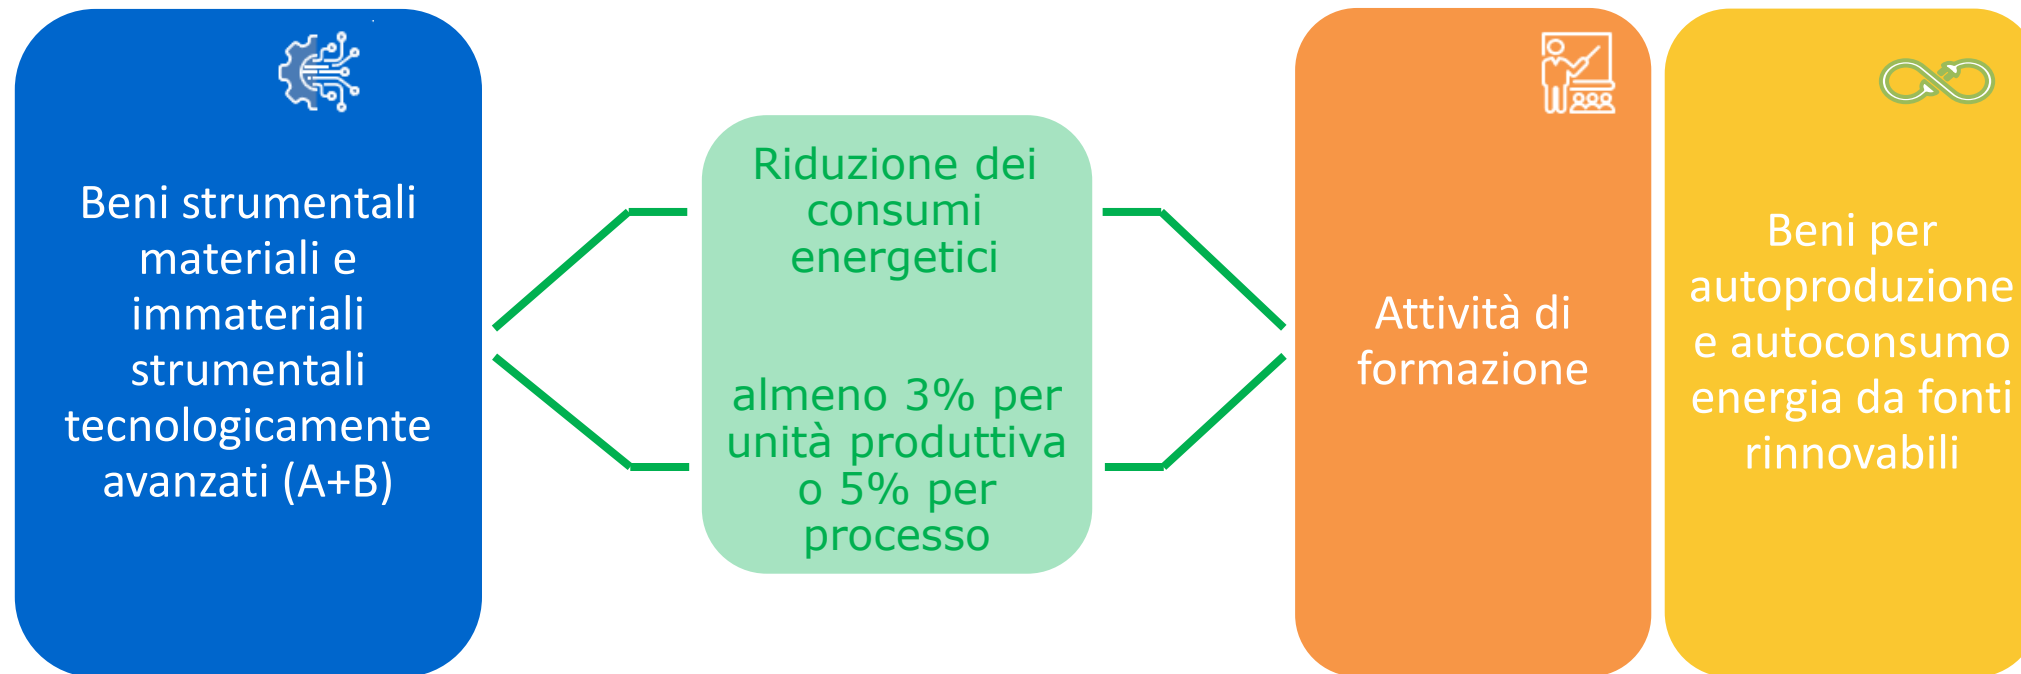 Beni strumentali
materiali e
immateriali
strumentali
tecnologicamente
avanzati (A+B)
Riduzione dei
consumi
energetici
almeno 3% per
unità produttiva
o 5% per
processo
Attività di
formazione
Beni per
autoproduzione
e autoconsumo
energia da fonti
rinnovabili